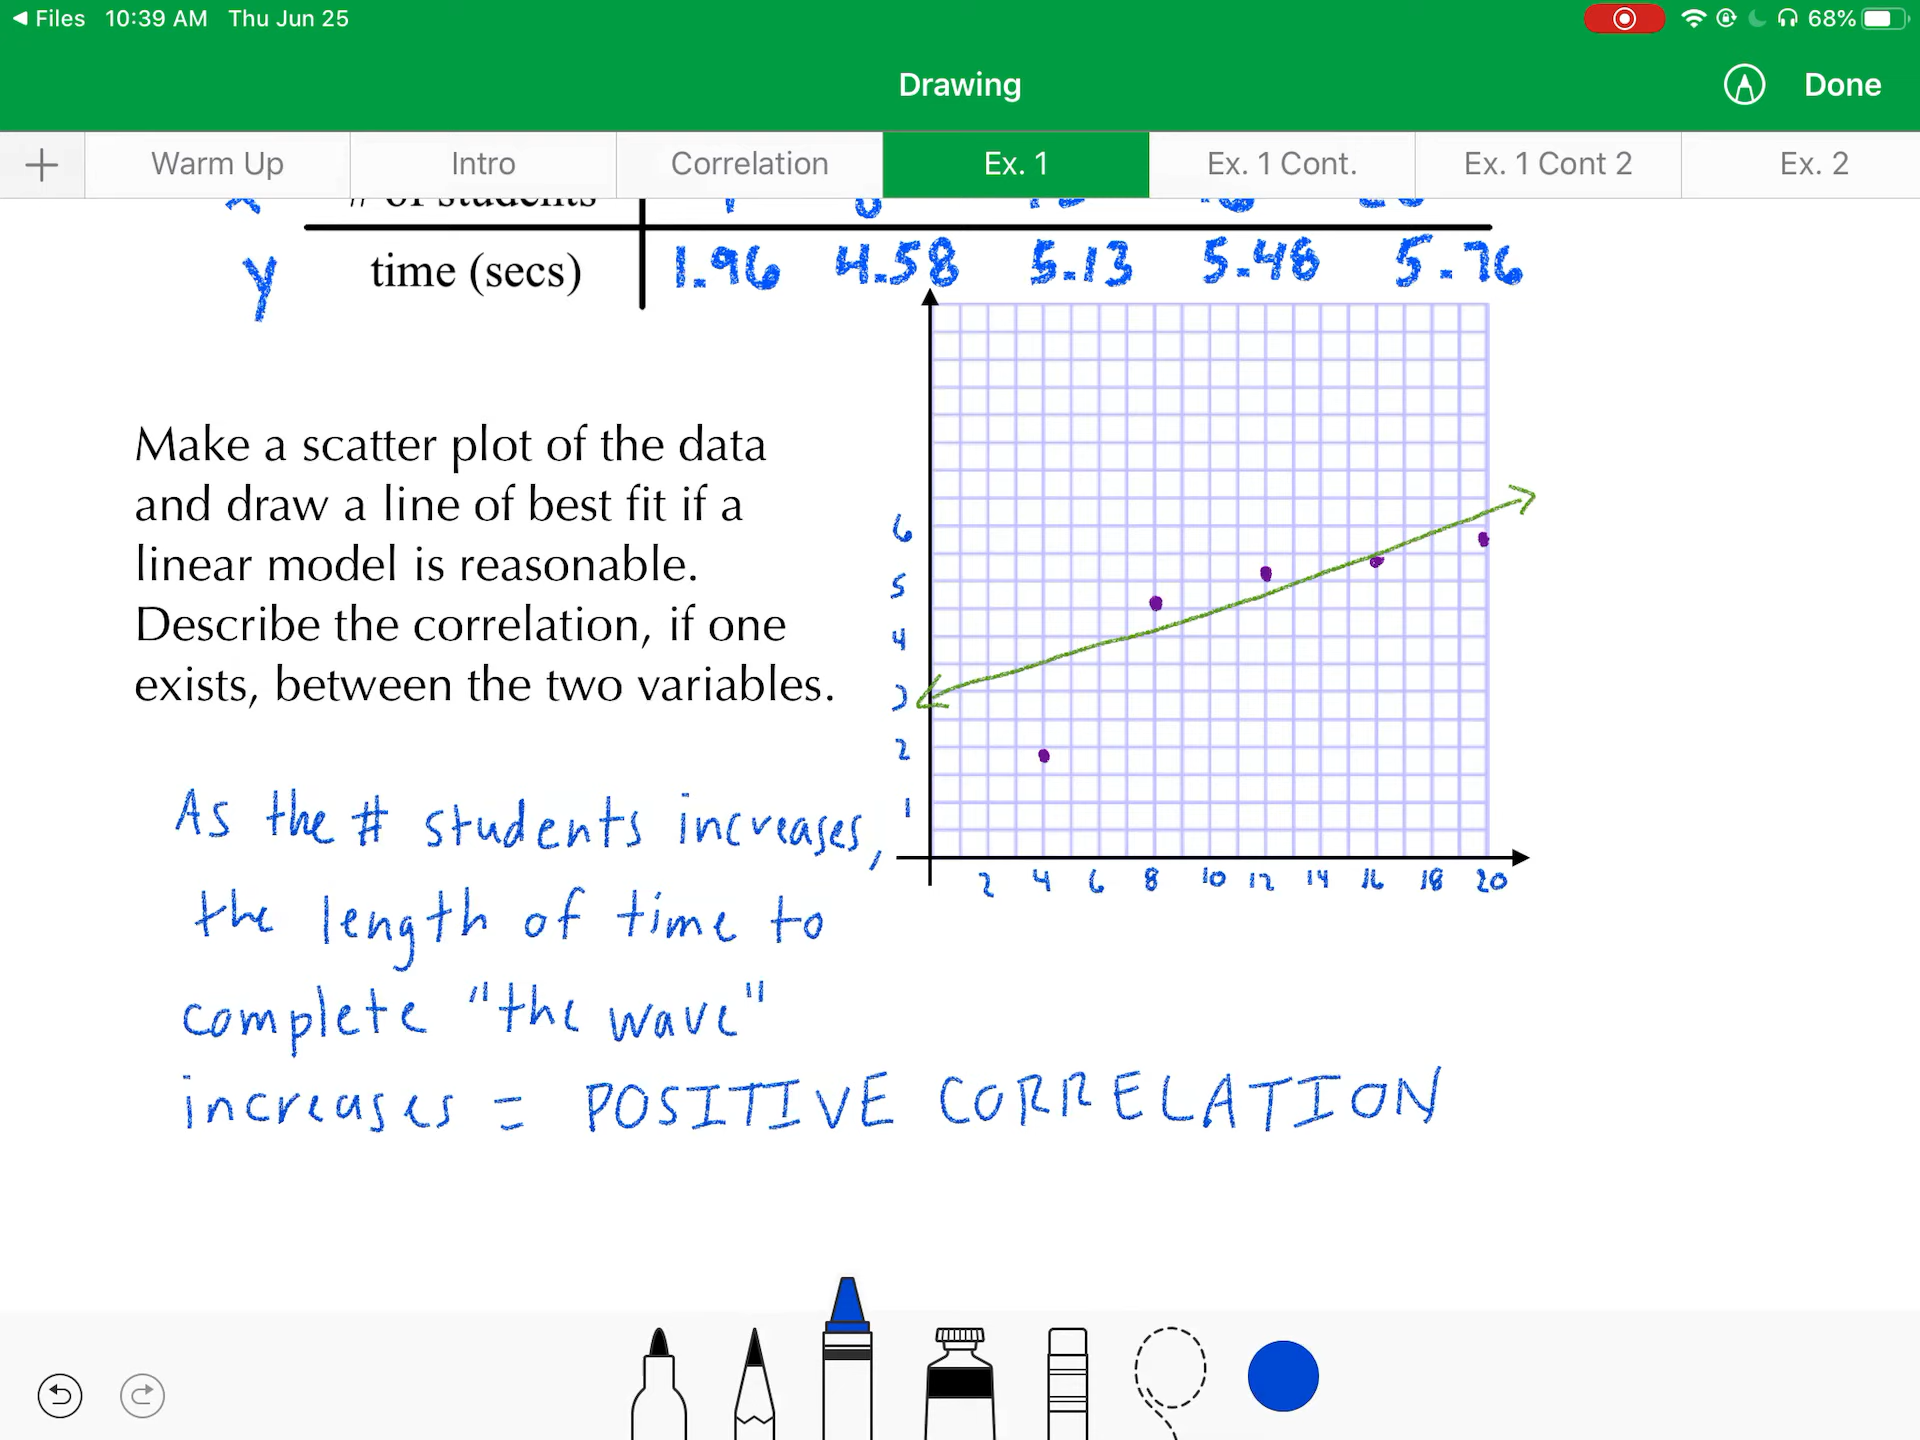 Files 10:39 AM Thu Jun 25 68%
Drawing
Done
Warm Up Intro Correlation Ex. 1 Ex. 1 Cont. Ex. 1 Cont 2 Ex. 2
x # of students
y time (secs) 1.96 4.58 5.13 5.48 5.76
Make a scatter plot of the data
and draw a line of best fit if a
linear model is reasonable.
Describe the correlation, if one
exists, between the two variables.
6
5
4
3
2
1
2 4 6 8 10 12 14 16 18 20
As the # students increases,
the length of time to
complete "the wave"
increases = POSITIVE CORRELATION